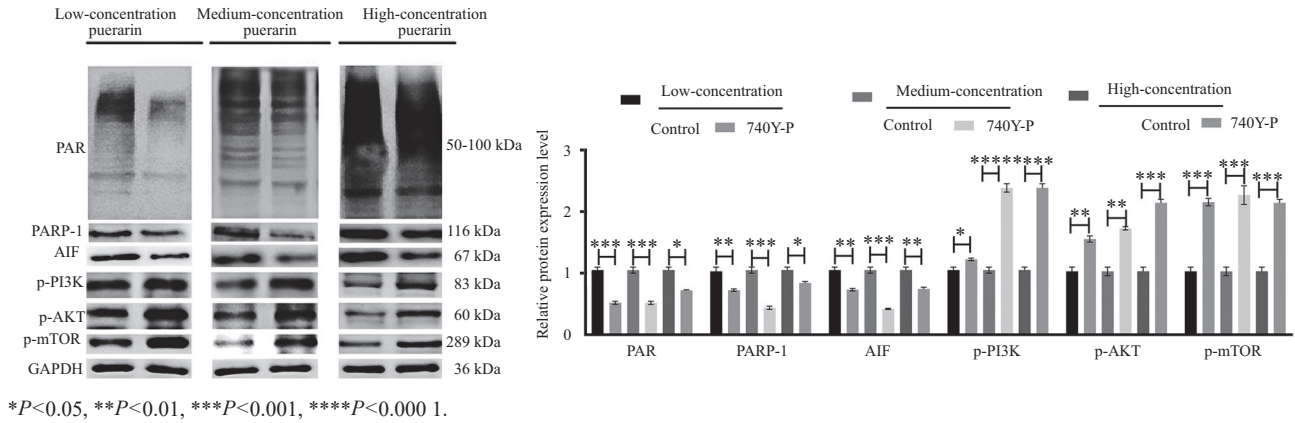 Low-concentration puerarin
Medium-concentration puerarin
High-concentration puerarin
PAR
50-100 kDa
PARP-1
116 kDa
AIF
67 kDa
p-PI3K
83 kDa
p-AKT
60 kDa
p-mTOR
289 kDa
GAPDH
36 kDa
*P<0.05, **P<0.01, ***P<0.001, ****P<0.000 1.
Low-concentration
Control
740Y-P
Medium-concentration
Control
740Y-P
High-concentration
Control
740Y-P
Relative protein expression level
3
2
1
0
*** *** *
** *** *
** *** **
* ********
** ** ***
*** *** ***
PAR
PARP-1
AIF
p-PI3K
p-AKT
p-mTOR